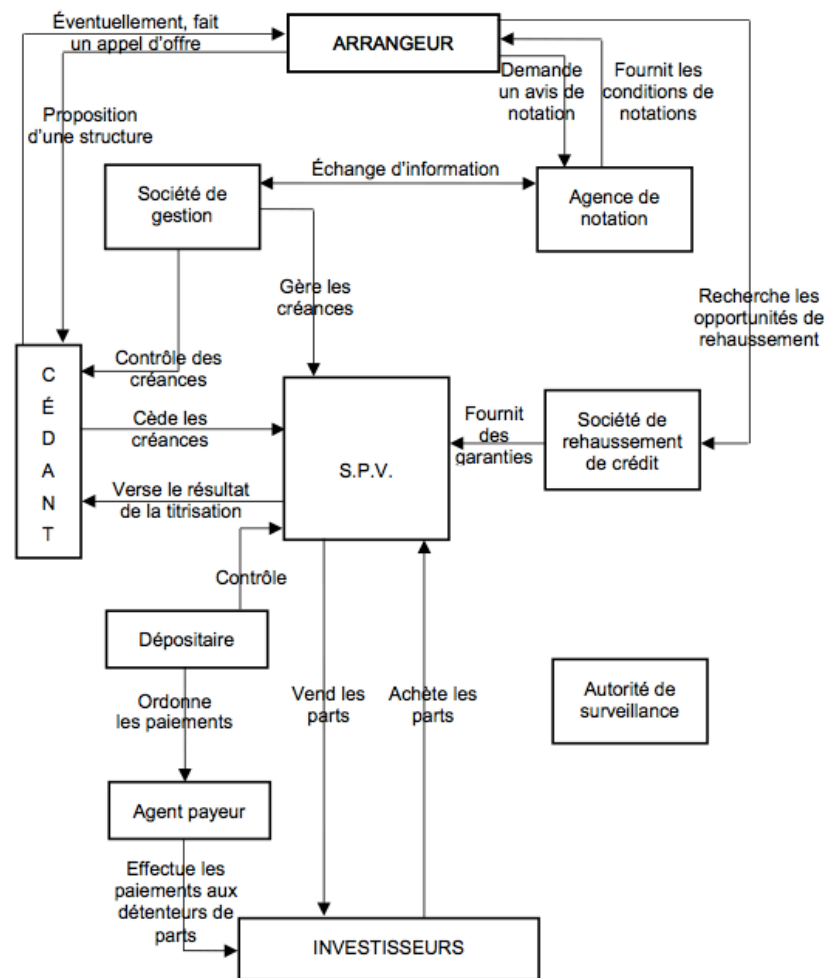 Éventuellement, fait
un appel d'offre
ARRANGEUR
Demande
un avis de
notation
Fournit les
conditions de
notations
Proposition
d'une structure
Échange d'information
Société de
gestion
Agence de
notation
Gère les
créances
Recherche les
opportunités de
rehaussement
C
É
D
A
N
T
Contrôle des
créances
Cède les
créances
Verse le résultat
de la titrisation
S.P.V.
Fournit
des
garanties
Société de
rehaussement
de crédit
Contrôle
Dépositaire
Ordonne
les paiements
Vend les
parts
Achète les
parts
Autorité de
surveillance
Agent payeur
Effectue les
paiements aux
détenteurs de
parts
INVESTISSEURS